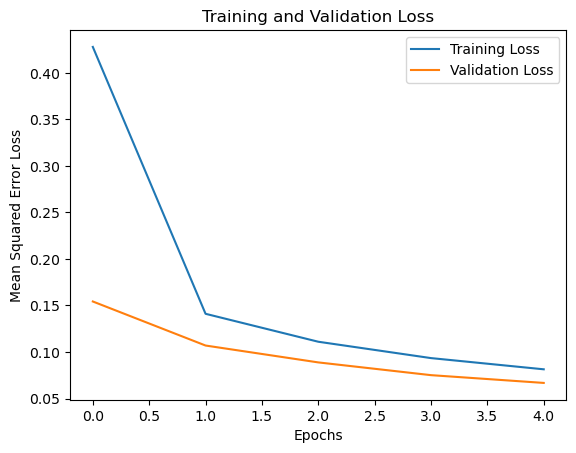 Training and Validation Loss
Training Loss
Validation Loss
Mean Squared Error Loss
0.40
0.35
0.30
0.25
0.20
0.15
0.10
0.05
0.0 0.5 1.0 1.5 2.0 2.5 3.0 3.5 4.0
Epochs